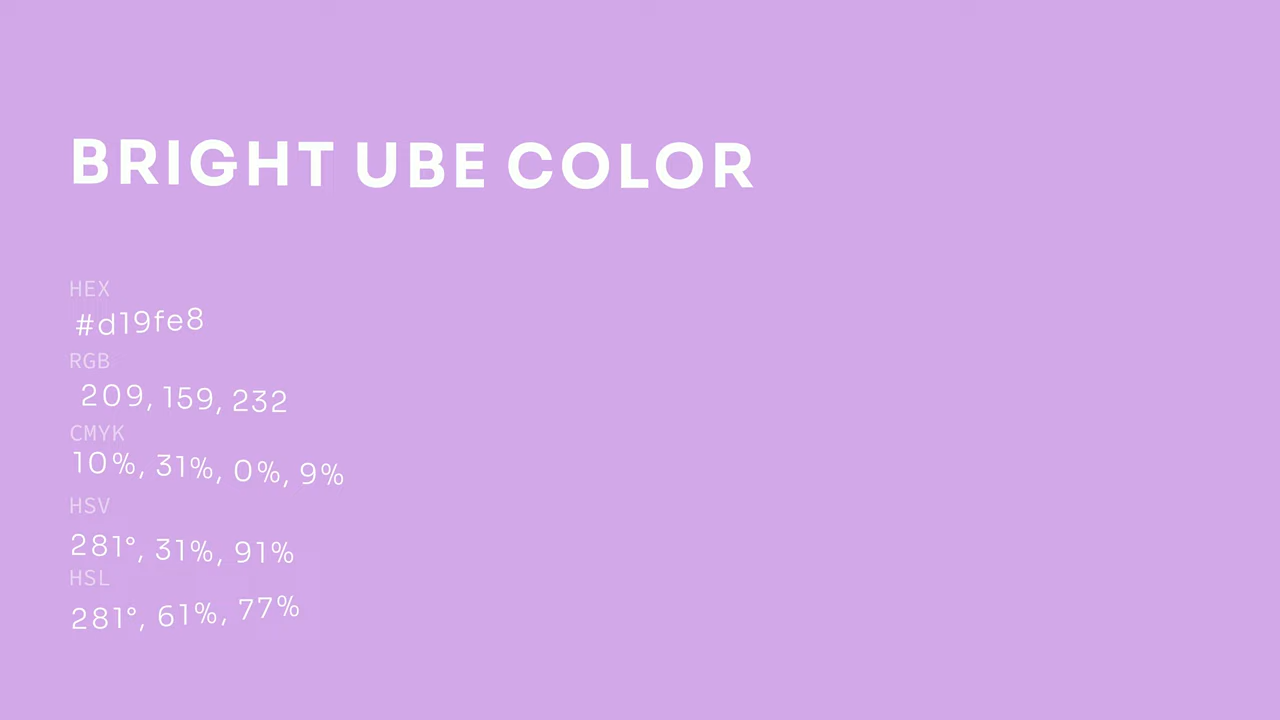 BRIGHT UBE COLOR
HEX
#d19fe8
RGB
209, 159, 232
CMYK
10%, 31%, 0%, 9%
HSV
281°, 31%, 91%
HSL
281°, 61%, 77%